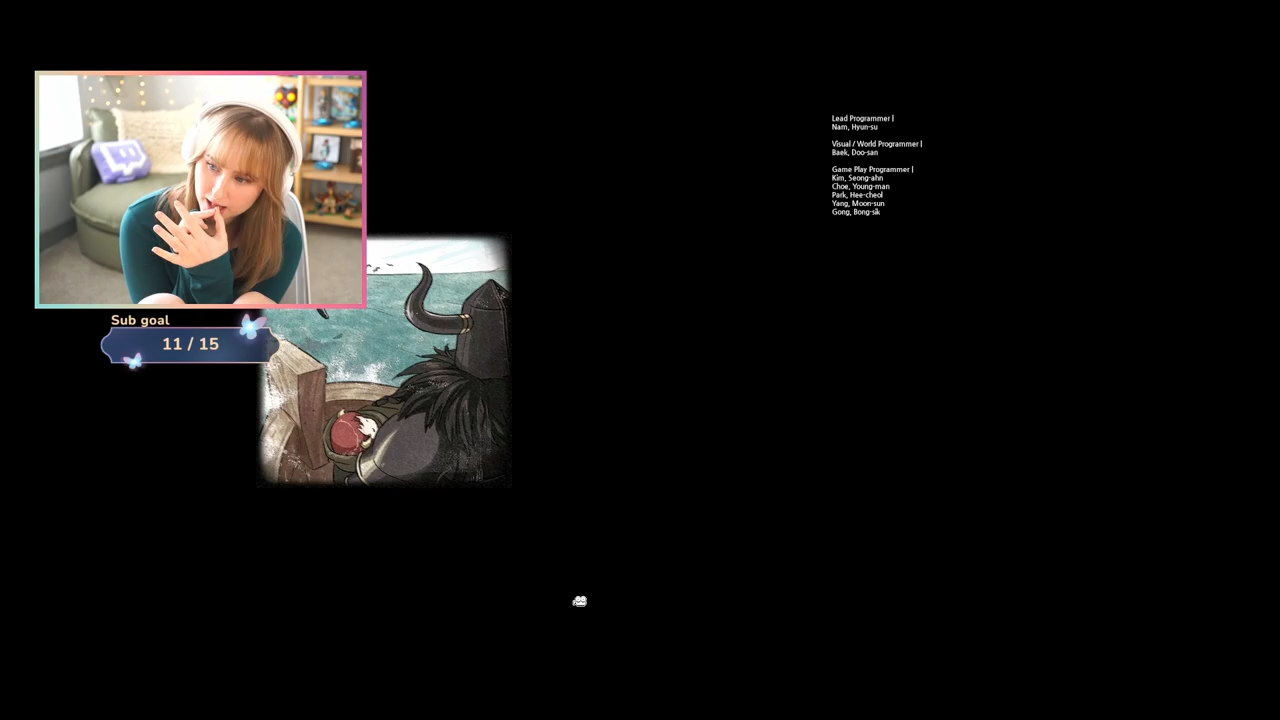 Lead Programmer |
Nam, Hyun-su
Visual / World Programmer |
Baek, Doo-san
Game Play Programmer |
Kim, Seong-ahn
Choe, Young-man
Park, Hee-cheol
Yang, Moon-sun
Gong, Bong-sik
Sub goal
11 / 15